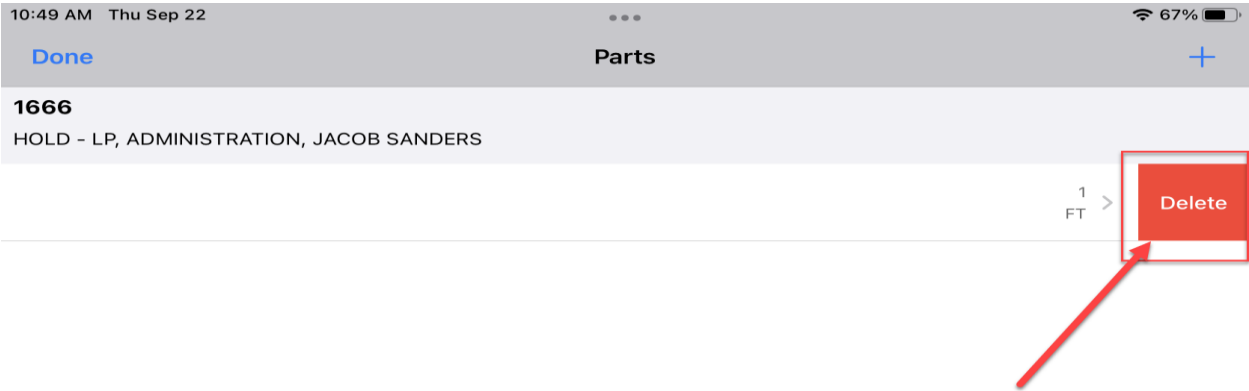 10:49 AM Thu Sep 22 67%
Done Parts +
1666
HOLD - LP, ADMINISTRATION, JACOB SANDERS
1
FT
Delete